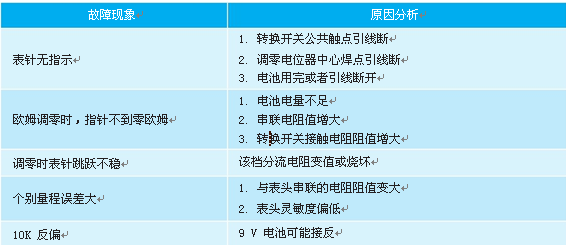 故障现象
原因分析
表针无指示
1. 转换开关公共触点引线断
2. 调零电位器中心焊点引线断
3. 电池用完或者引线断开
欧姆调零时，指针不到零欧姆
1. 电池电量不足
2. 串联电阻值增大
3. 转换开关接触电阻阻值增大
调零时表针跳跃不稳
该档分流电阻变值或烧坏
个别量程误差大
1. 与表头串联的电阻阻值变大
2. 表头灵敏度偏低
10K 反偏
9 V 电池可能接反